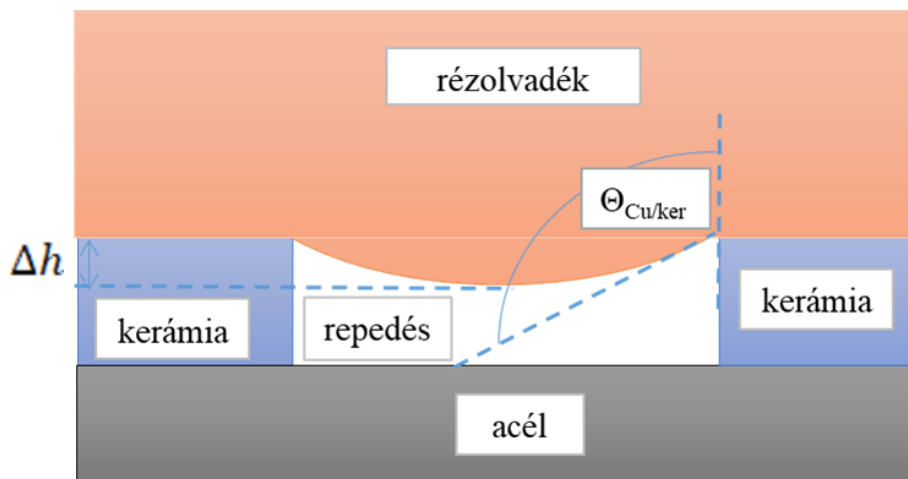 rézolvadék
ΘCu/ker
Δh
kerámia
repedés
kerámia
acél